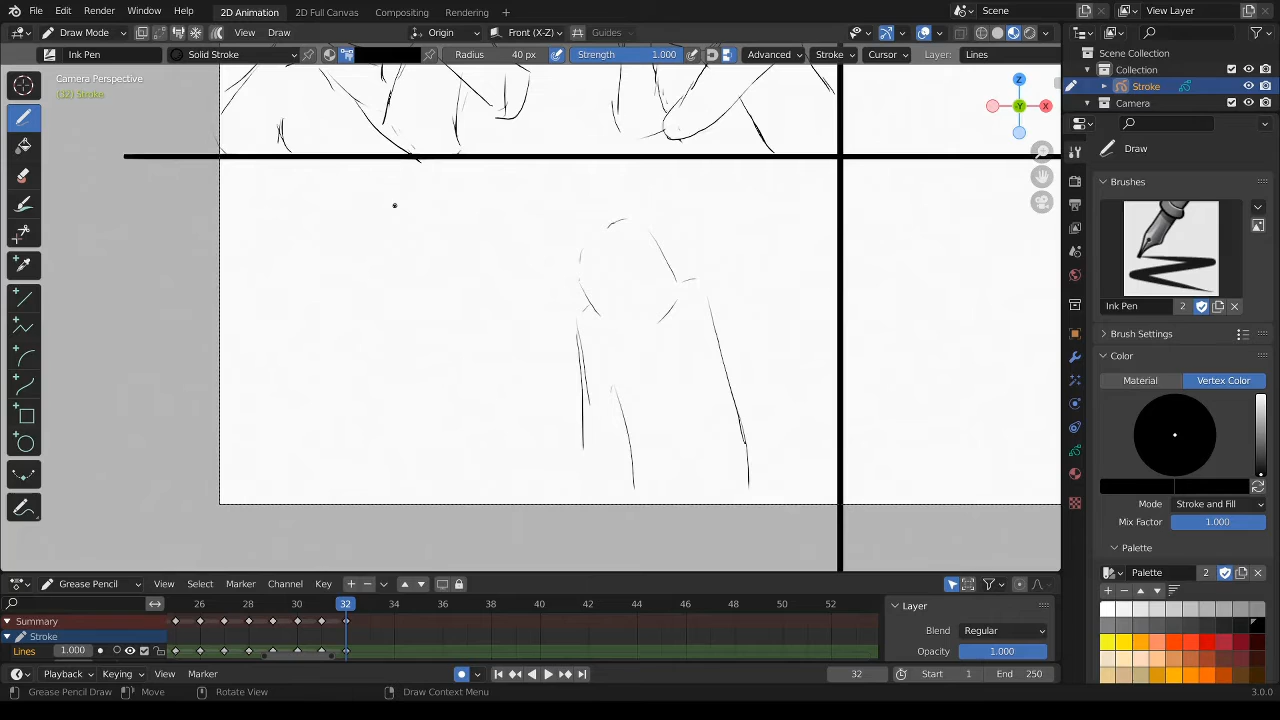 File Edit Render Window Help 2D Animation 2D Full Canvas Compositing Rendering + Scene View Layer
Draw Mode View Draw Origin Front (X-Z) Guides
Ink Pen Solid Stroke Radius 40 px Strength 1.000 Advanced Stroke Cursor Layer: Lines
Scene Collection
Collection
Stroke
Camera
Camera Perspective
(32) Stroke
Z
Y
X
Draw
Brushes
Ink Pen 2
Brush Settings
Color
Material Vertex Color
Mode Stroke and Fill
Mix Factor 1.000
Palette
Palette 2
Grease Pencil View Select Marker Channel Key
26 28 30 32 34 36 38 40 42 44 46 48 50 52
Summary
Stroke
Lines 1.000
Layer
Blend Regular
Opacity 1.000
Playback Keying View Marker 32 Start 1 End 250
Grease Pencil Draw Move Rotate View Draw Context Menu 3.0.0